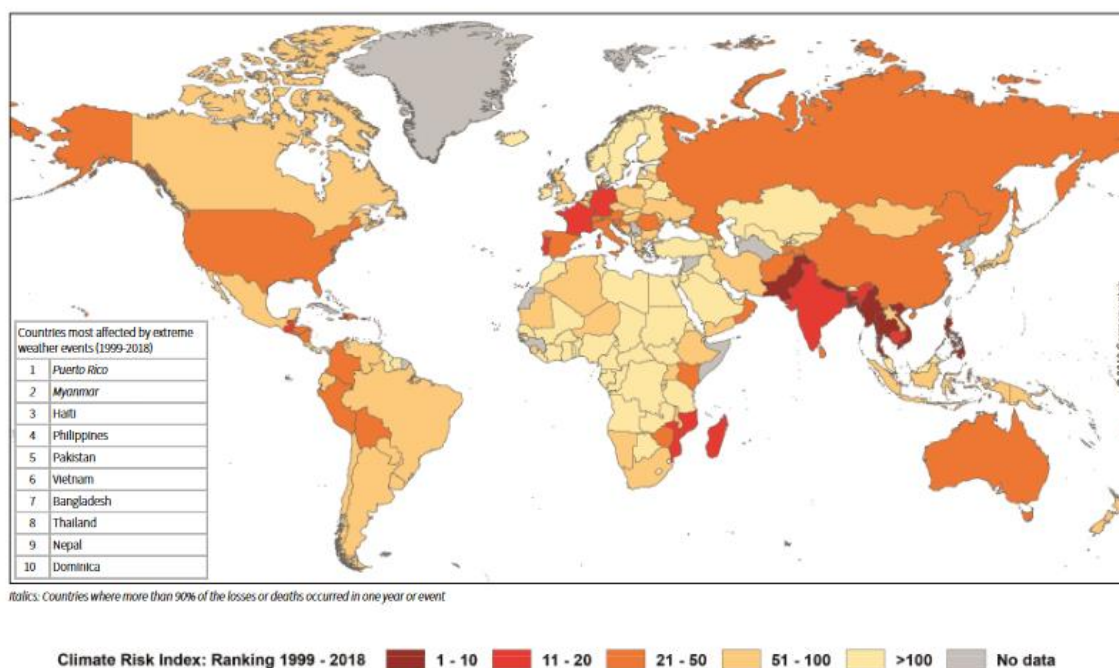 Countries most affected by extreme
weather events (1999-2018)
1 Puerto Rico
2 Myanmar
3 Haiti
4 Philippines
5 Pakistan
6 Vietnam
7 Bangladesh
8 Thailand
9 Nepal
10 Dominica
Italics: Countries where more than 90% of the losses or deaths occurred in one year or event
Climate Risk Index: Ranking 1999 - 2018 1 - 10 11 - 20 21 - 50 51 - 100 >100 No data